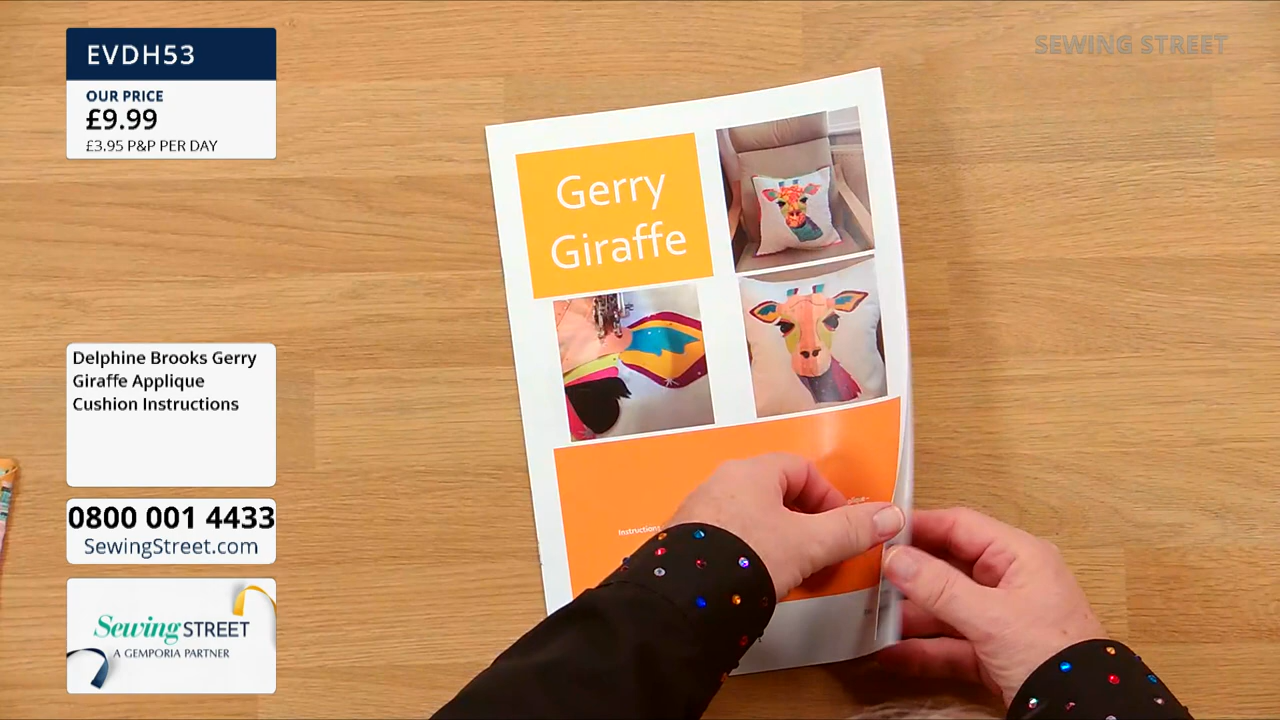 EVDH53
OUR PRICE
£9.99
£3.95 P&P PER DAY
SEWING STREET
Gerry
Giraffe
Instructions
Delphine Brooks Gerry
Giraffe Applique
Cushion Instructions
0800 001 4433
SewingStreet.com
Sewing STREET
A GEMPORIA PARTNER